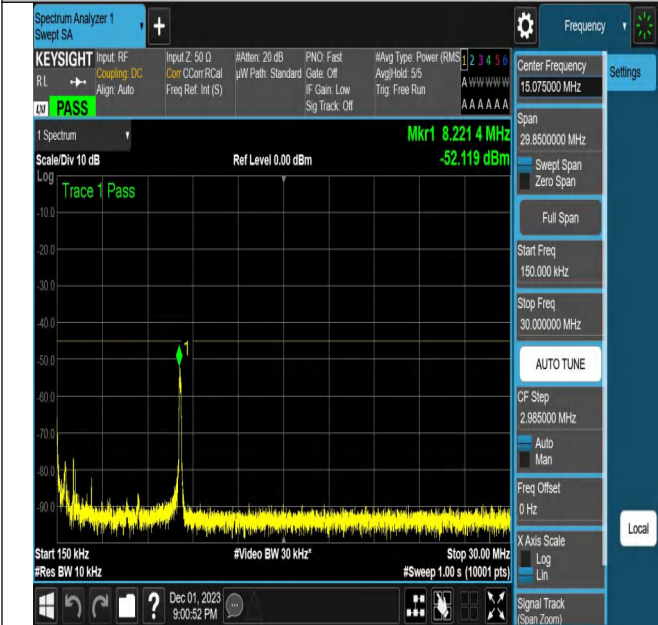 Spectrum Analyzer 1
Swept SA
+
Frequency
KEYSIGHT
RL
LXI
PASS
Input: RF
Coupling: DC
Align: Auto
Input Z: 50 Ω
Corr CCorr RCal
Freq Ref: Int (S)
#Atten: 20 dB
µW Path: Standard
PNO: Fast
Gate: Off
IF Gain: Low
Sig Track: Off
#Avg Type: Power (RMS
Avg|Hold: 5/5
Trig: Free Run
1 2 3 4 5 6
A W W W W W
A A A A A A
1 Spectrum
Scale/Div 10 dB
Log
Ref Level 0.00 dBm
Mkr1 8.221 4 MHz
-52.119 dBm
Trace 1 Pass
-10.0
-20.0
-30.0
-40.0
-50.0
-60.0
-70.0
-80.0
-90.0
1
Start 150 kHz
#Res BW 10 kHz
#Video BW 30 kHz*
Stop 30.00 MHz
#Sweep 1.00 s (10001 pts)
?
Dec 01, 2023
9:00:52 PM
Center Frequency
15.075000 MHz
Settings
Span
29.8500000 MHz
Swept Span
Zero Span
Full Span
Start Freq
150.000 kHz
Stop Freq
30.000000 MHz
AUTO TUNE
CF Step
2.985000 MHz
Auto
Man
Freq Offset
0 Hz
X Axis Scale
Log
Lin
Signal Track
(Span Zoom)
Local